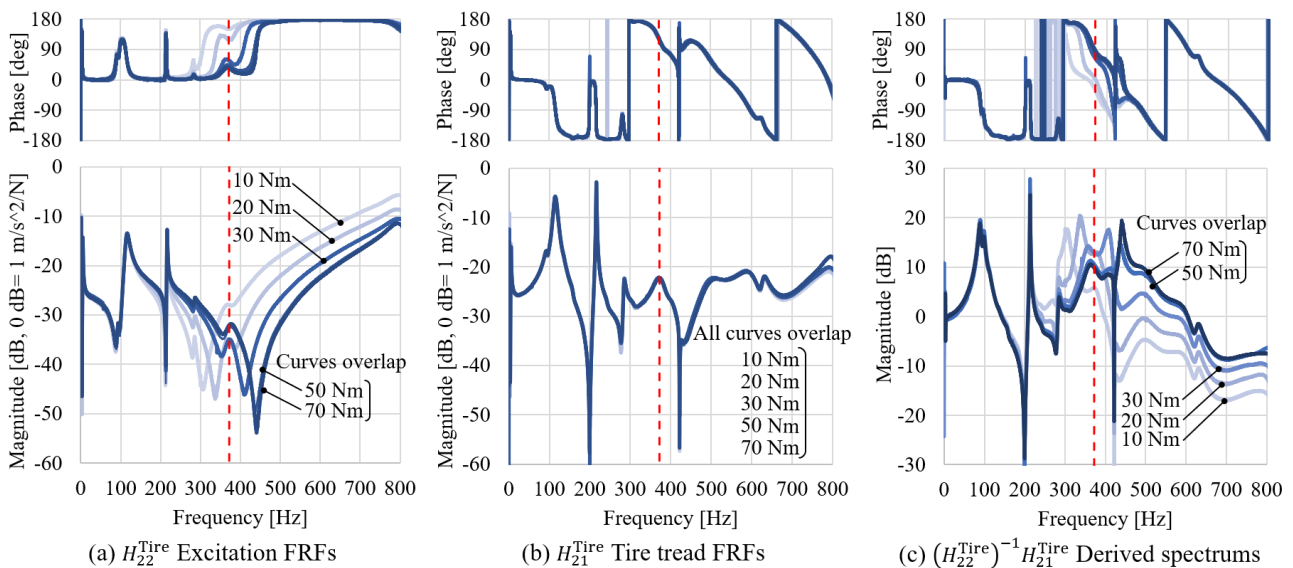 Phase [deg]
180
90
0
-90
-180
Magnitude [dB, 0 dB= 1 m/s^2/N]
0
-10
-20
-30
-40
-50
-60
10 Nm
20 Nm
30 Nm
Curves overlap
50 Nm
70 Nm
0 100 200 300 400 500 600 700 800
Frequency [Hz]
(a) H₂₂ᵀⁱʳᵉ Excitation FRFs
Phase [deg]
180
90
0
-90
-180
Magnitude [dB, 0 dB= 1 m/s^2/N]
0
-10
-20
-30
-40
-50
-60
All curves overlap
10 Nm
20 Nm
30 Nm
50 Nm
70 Nm
0 100 200 300 400 500 600 700 800
Frequency [Hz]
(b) H₂₁ᵀⁱʳᵉ Tire tread FRFs
Phase [deg]
180
90
0
-90
-180
Magnitude [dB]
30
20
10
0
-10
-20
-30
Curves overlap
70 Nm
50 Nm
30 Nm
20 Nm
10 Nm
0 100 200 300 400 500 600 700 800
Frequency [Hz]
(c) (H₂₂ᵀⁱʳᵉ)⁻¹H₂₁ᵀⁱʳᵉ Derived spectrums